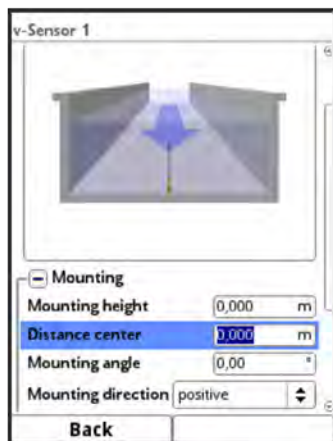 v-Sensor 1
Mounting
Mounting height 0,000 m
Distance center 0,000 m
Mounting angle 0,00 °
Mounting direction positive
Back